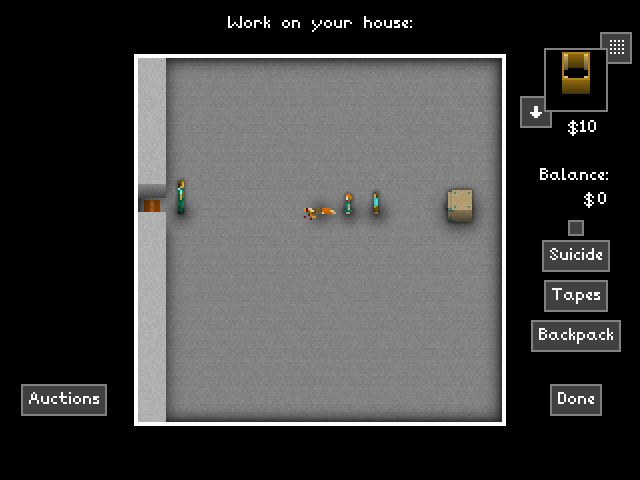 Work on your house:
$10
Balance:
$0
Suicide
Tapes
Backpack
Auctions
Done